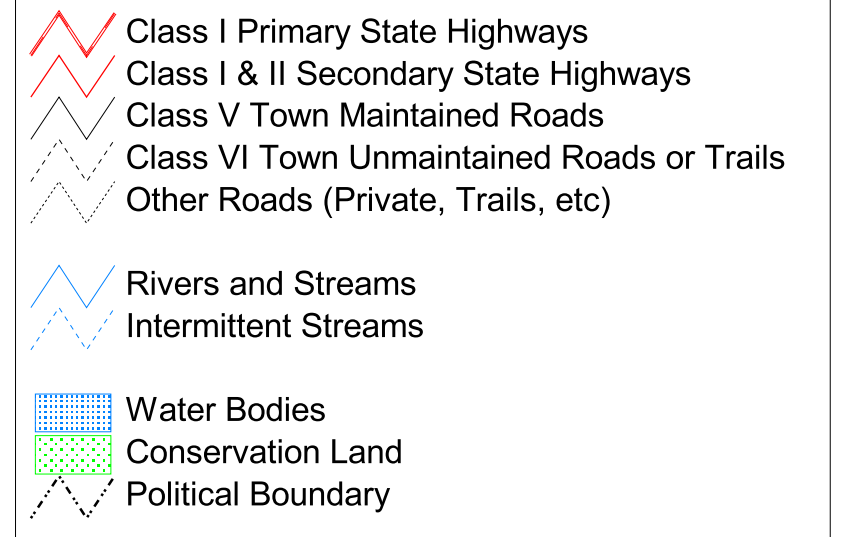 Class I Primary State Highways
Class I & II Secondary State Highways
Class V Town Maintained Roads
Class VI Town Unmaintained Roads or Trails
Other Roads (Private, Trails, etc)
Rivers and Streams
Intermittent Streams
Water Bodies
Conservation Land
Political Boundary